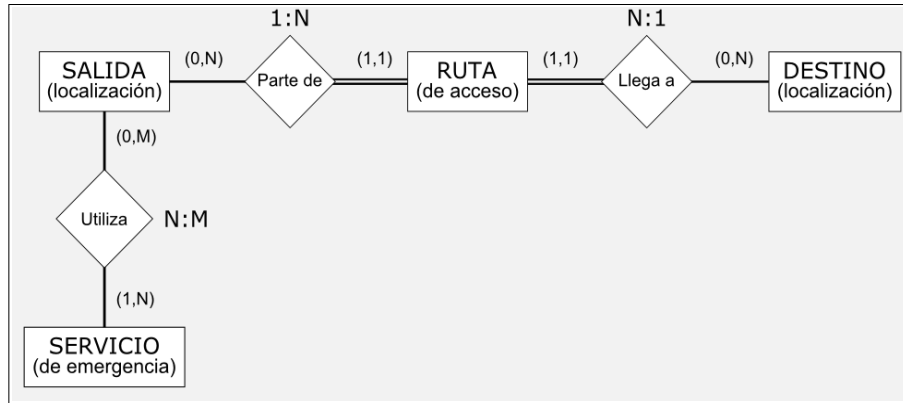 1:N
N:1
SALIDA
(localización)
(0,N)
Parte de
(1,1)
RUTA
(de acceso)
(1,1)
Llega a
(0,N)
DESTINO
(localización)
(0,M)
Utiliza
N:M
(1,N)
SERVICIO
(de emergencia)